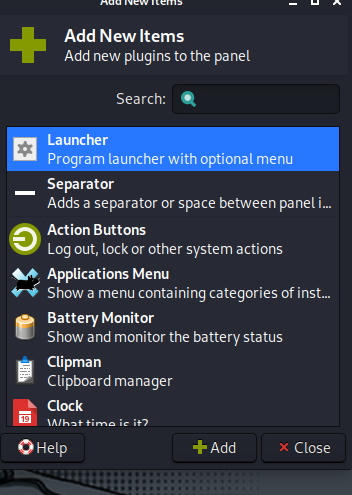 Add New Items
Add New Items
Add new plugins to the panel
Search:
Launcher
Program launcher with optional menu
Separator
Adds a separator or space between panel i...
Action Buttons
Log out, lock or other system actions
Applications Menu
Show a menu containing categories of inst...
Battery Monitor
Show and monitor the battery status
Clipman
Clipboard manager
Clock
19
What time is it?
Help
Add
Close